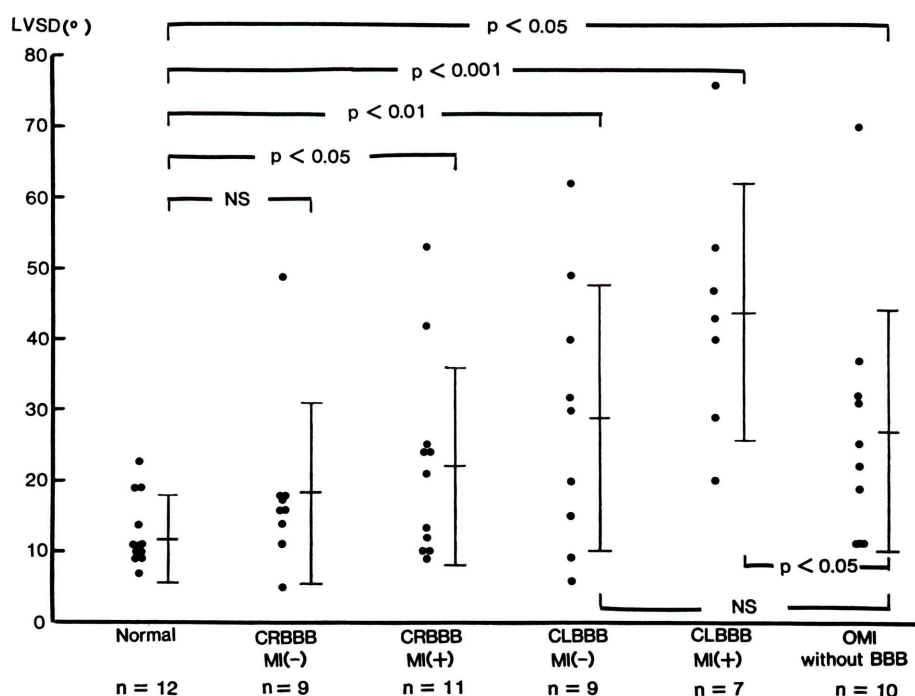 LVSD(°)
p < 0.05
80
p < 0.001
70
p < 0.01
p < 0.05
60
NS
50
40
30
20
10
p < 0.05
NS
0
Normal CRBBB CRBBB CLBBB CLBBB OMI
MI(-) MI(+) MI(-) MI(+) without BBB
n = 12 n = 9 n = 11 n = 9 n = 7 n = 10